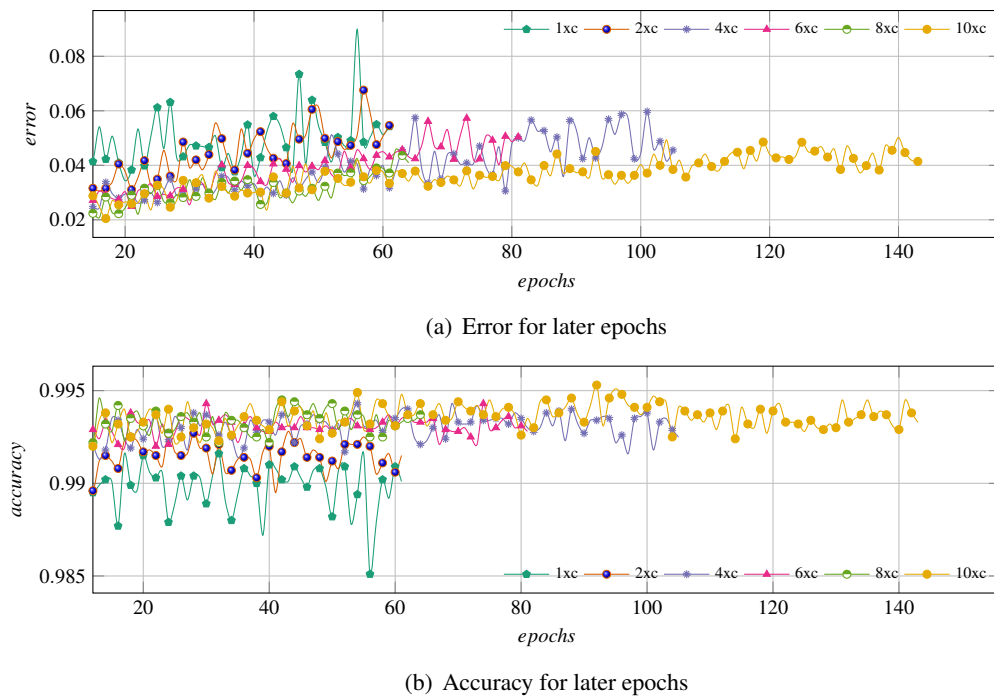 1xc 2xc 4xc 6xc 8xc 10xc
0.08
0.06
0.04
0.02
error
20 40 60 80 100 120 140
epochs
(a) Error for later epochs
0.995
0.99
0.985
accuracy
1xc 2xc 4xc 6xc 8xc 10xc
20 40 60 80 100 120 140
epochs
(b) Accuracy for later epochs